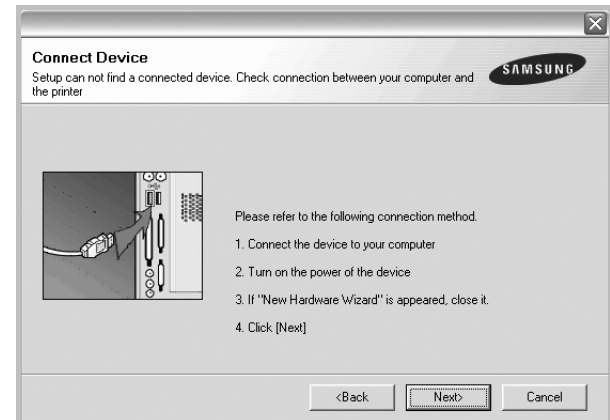 Connect Device
Setup can not find a connected device. Check connection between your computer and
the printer
SAMSUNG
Please refer to the following connection method.
1. Connect the device to your computer
2. Turn on the power of the device
3. If "New Hardware Wizard" is appeared, close it.
4. Click [Next]
<Back
Next>
Cancel